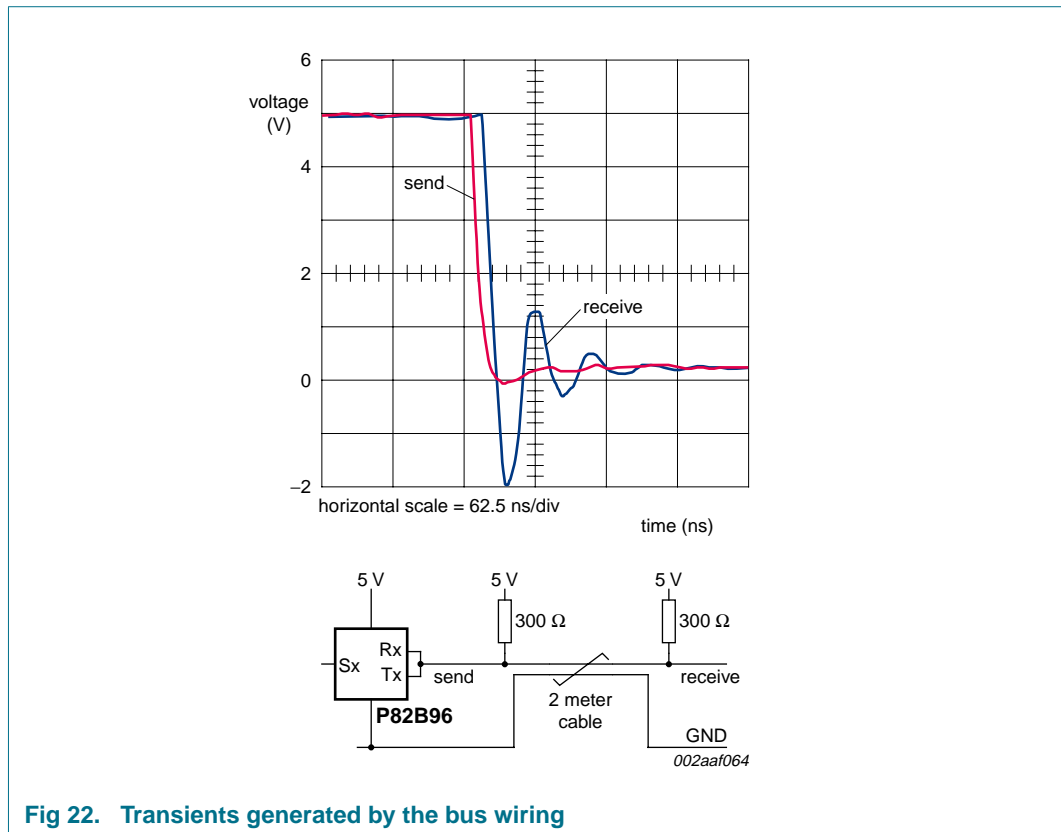 6
voltage
(V)
4
send
2
receive
0
−2
horizontal scale = 62.5 ns/div
time (ns)
5 V
5 V
5 V
300 Ω
300 Ω
Rx
Sx
Tx
send
receive
2 meter
cable
P82B96
GND
002aaf064
Fig 22. Transients generated by the bus wiring